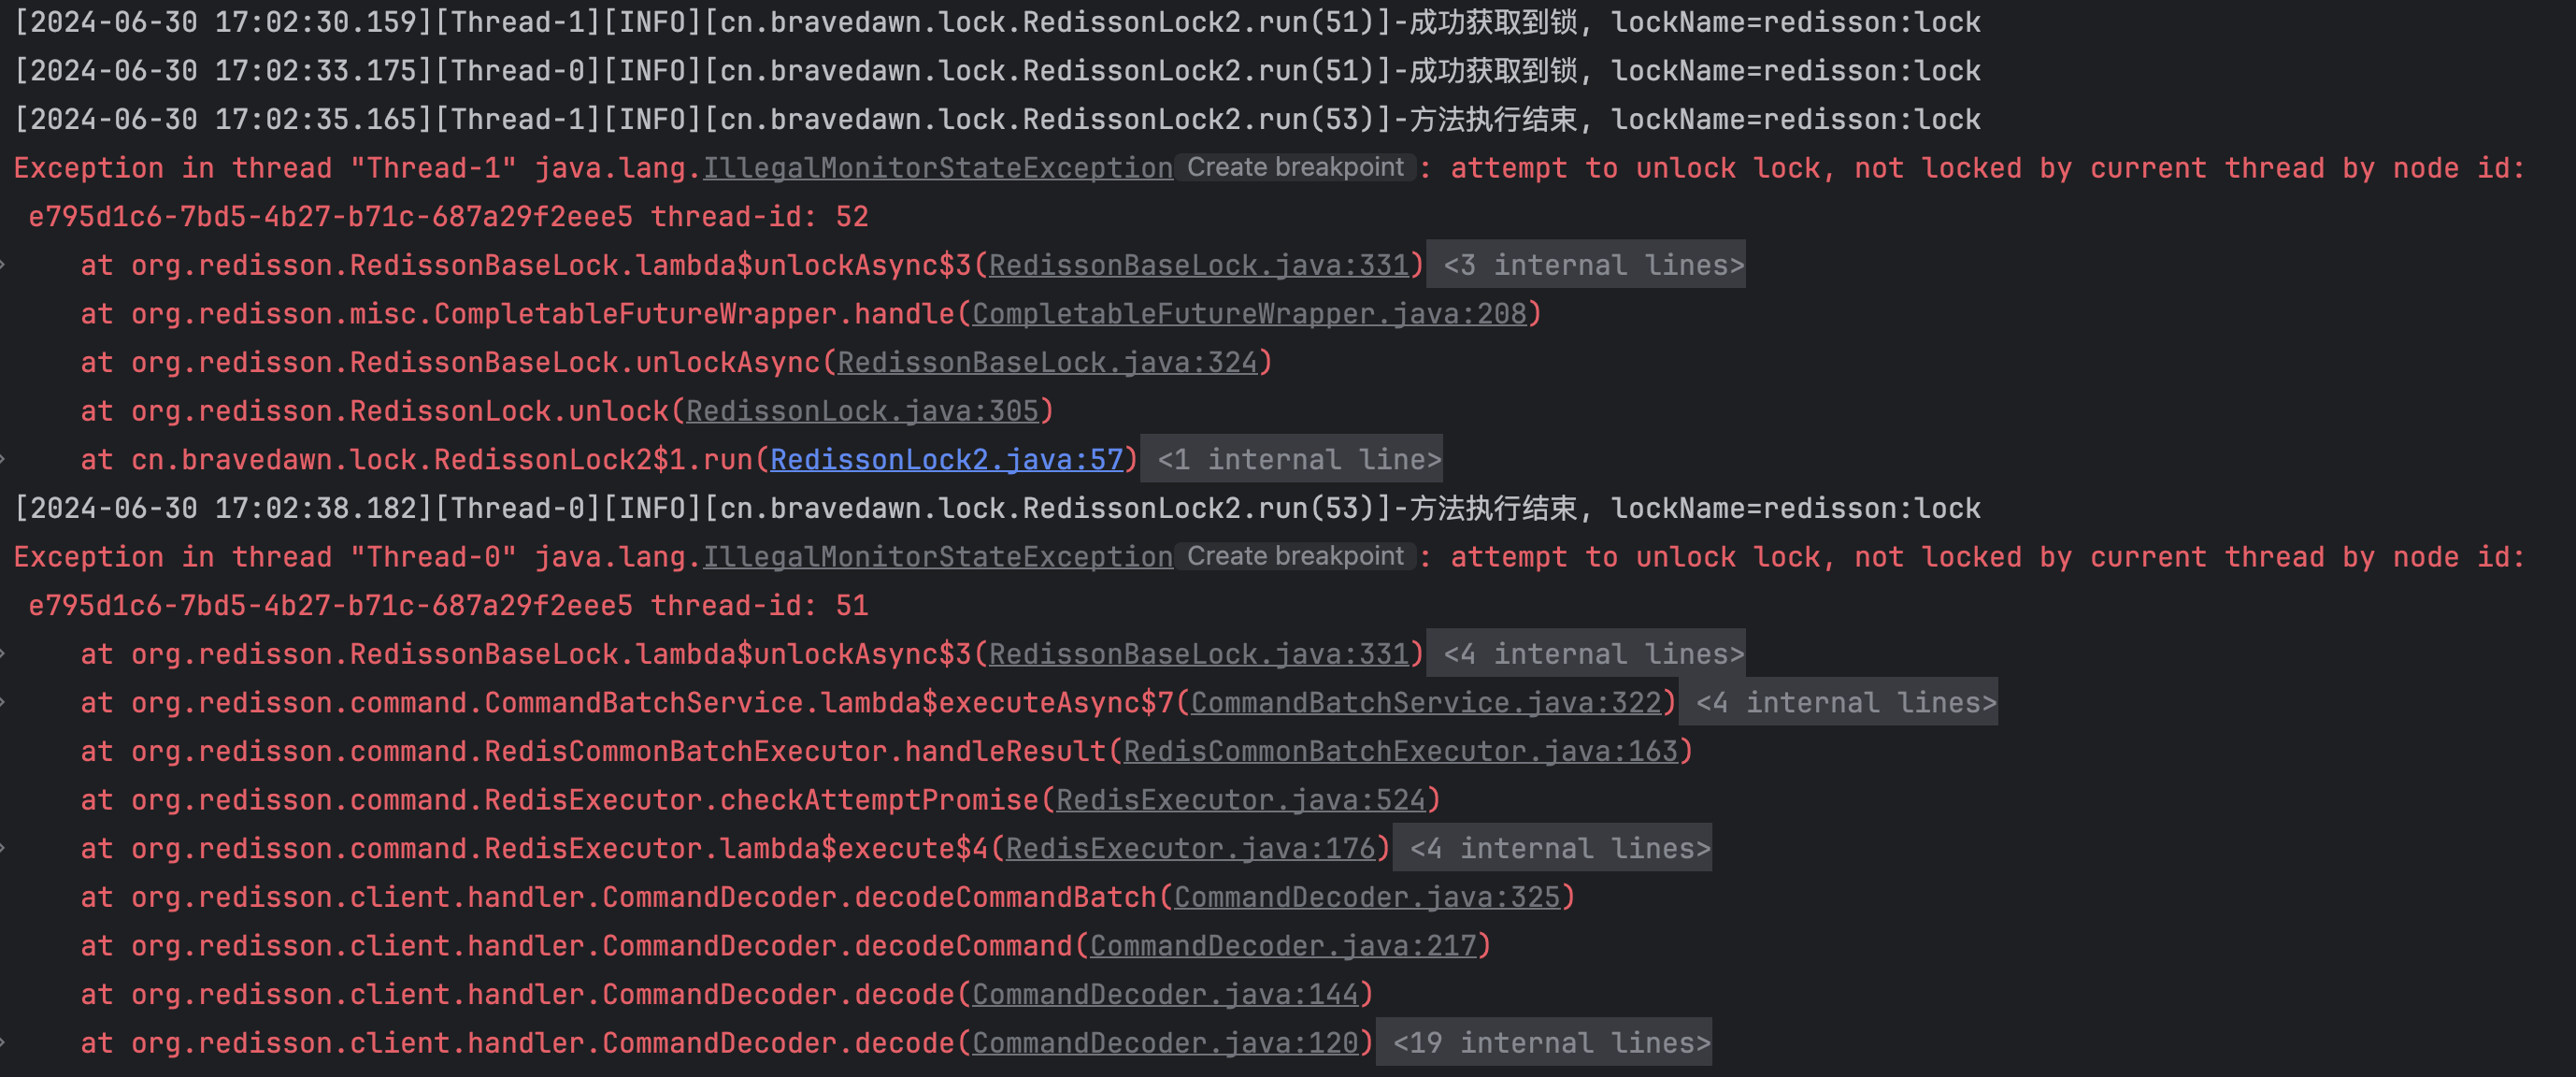 [2024-06-30 17:02:30.159][Thread-1][INFO][cn.bravedawn.lock.RedissonLock2.run(51)]-成功获取到锁, lockName=redisson:lock
[2024-06-30 17:02:33.175][Thread-0][INFO][cn.bravedawn.lock.RedissonLock2.run(51)]-成功获取到锁, lockName=redisson:lock
[2024-06-30 17:02:35.165][Thread-1][INFO][cn.bravedawn.lock.RedissonLock2.run(53)]-方法执行结束, lockName=redisson:lock
Exception in thread "Thread-1" java.lang.IllegalMonitorStateException Create breakpoint : attempt to unlock lock, not locked by current thread by node id:
e795d1c6-7bd5-4b27-b71c-687a29f2eee5 thread-id: 52
at org.redisson.RedissonBaseLock.lambda$unlockAsync$3(RedissonBaseLock.java:331) <3 internal lines>
at org.redisson.misc.CompletableFutureWrapper.handle(CompletableFutureWrapper.java:208)
at org.redisson.RedissonBaseLock.unlockAsync(RedissonBaseLock.java:324)
at org.redisson.RedissonLock.unlock(RedissonLock.java:305)
at cn.bravedawn.lock.RedissonLock2$1.run(RedissonLock2.java:57) <1 internal line>
[2024-06-30 17:02:38.182][Thread-0][INFO][cn.bravedawn.lock.RedissonLock2.run(53)]-方法执行结束, lockName=redisson:lock
Exception in thread "Thread-0" java.lang.IllegalMonitorStateException Create breakpoint : attempt to unlock lock, not locked by current thread by node id:
e795d1c6-7bd5-4b27-b71c-687a29f2eee5 thread-id: 51
at org.redisson.RedissonBaseLock.lambda$unlockAsync$3(RedissonBaseLock.java:331) <4 internal lines>
at org.redisson.command.CommandBatchService.lambda$executeAsync$7(CommandBatchService.java:322) <4 internal lines>
at org.redisson.command.RedisCommonBatchExecutor.handleResult(RedisCommonBatchExecutor.java:163)
at org.redisson.command.RedisExecutor.checkAttemptPromise(RedisExecutor.java:524)
at org.redisson.command.RedisExecutor.lambda$execute$4(RedisExecutor.java:176) <4 internal lines>
at org.redisson.client.handler.CommandDecoder.decodeCommandBatch(CommandDecoder.java:325)
at org.redisson.client.handler.CommandDecoder.decodeCommand(CommandDecoder.java:217)
at org.redisson.client.handler.CommandDecoder.decode(CommandDecoder.java:144)
at org.redisson.client.handler.CommandDecoder.decode(CommandDecoder.java:120) <19 internal lines>